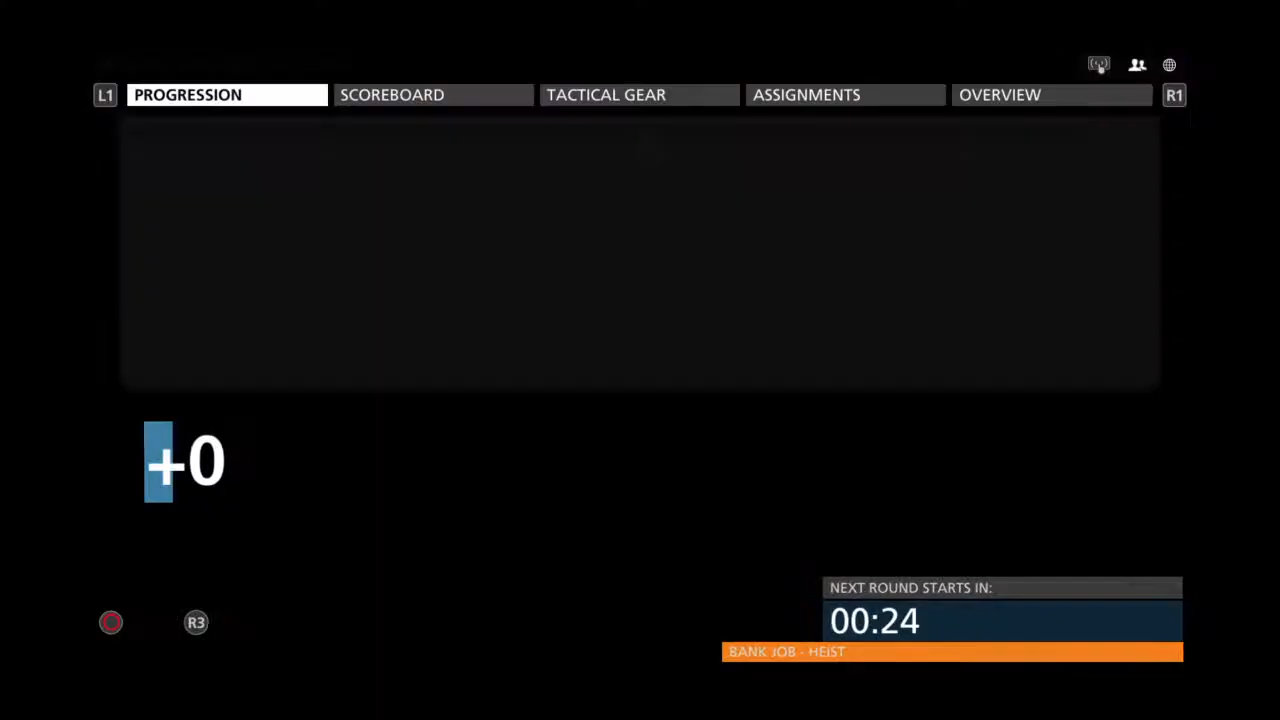 L1 PROGRESSION SCOREBOARD TACTICAL GEAR ASSIGNMENTS OVERVIEW R1
+0
NEXT ROUND STARTS IN:
00:24
R3
BANK JOB - HEIST